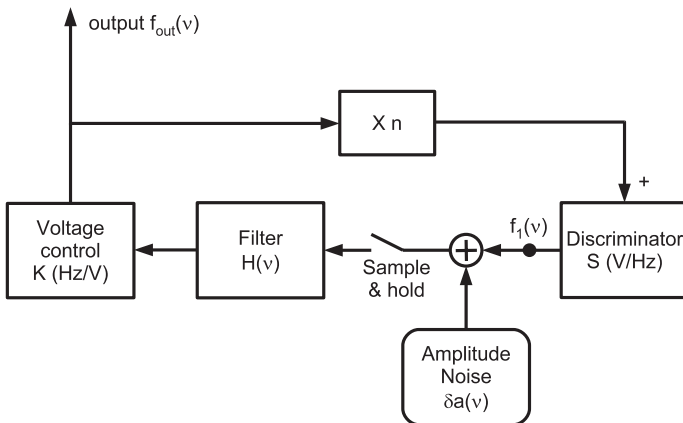 output f_out(ν)
X n
+
Voltage
control
K (Hz/V)
Filter
H(ν)
Sample
& hold
+
f_1(ν)
Discriminator
S (V/Hz)
Amplitude
Noise
δa(ν)